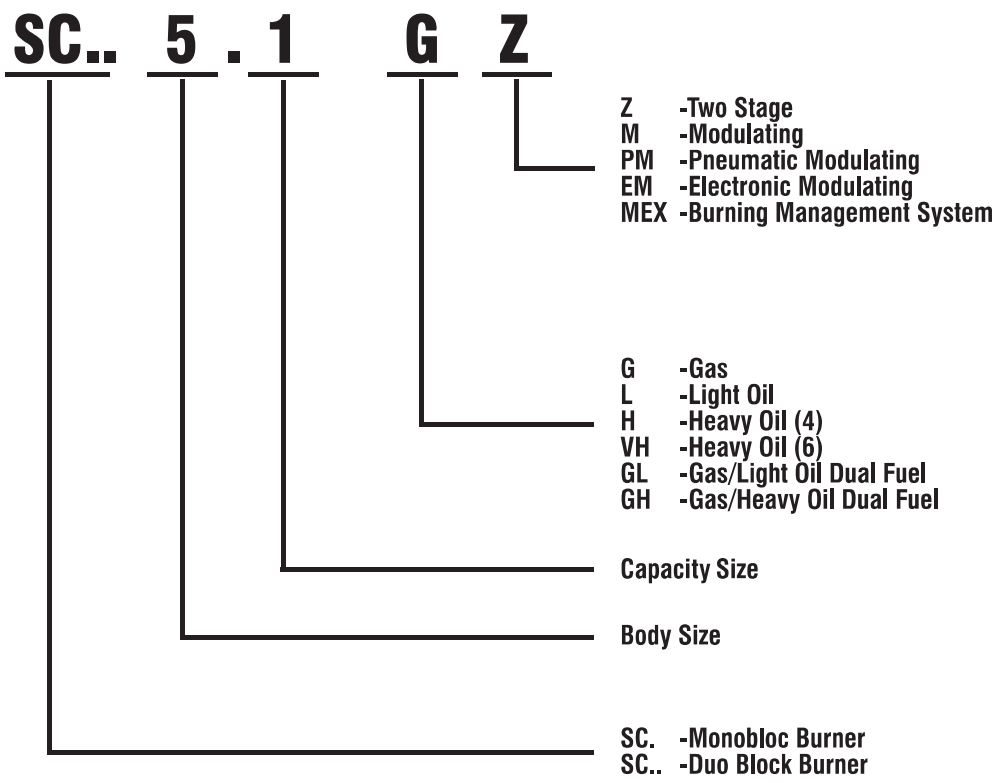 SC.. 5 . 1 G Z
Z -Two Stage
M -Modulating
PM -Pneumatic Modulating
EM -Electronic Modulating
MEX -Burning Management System
G -Gas
L -Light Oil
H -Heavy Oil (4)
VH -Heavy Oil (6)
GL -Gas/Light Oil Dual Fuel
GH -Gas/Heavy Oil Dual Fuel
Capacity Size
Body Size
SC. -Monobloc Burner
SC.. -Duo Block Burner